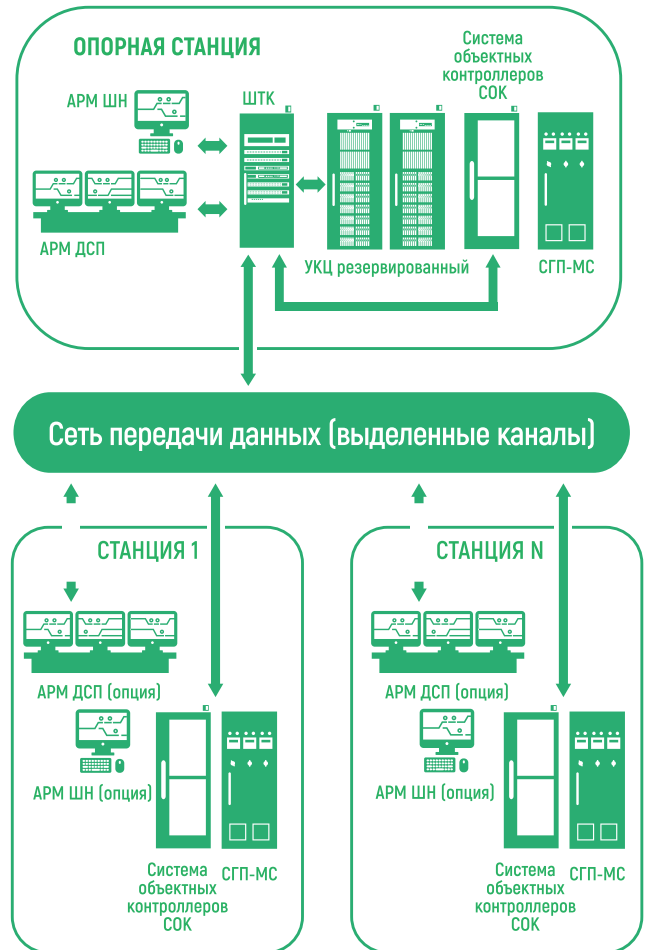 ОПОРНАЯ СТАНЦИЯ
Система
объектных
контроллеров
СОК
АРМ ШН
ШТК
АРМ ДСП
УКЦ резервированный
СГП-МС
Сеть передачи данных (выделенные каналы)
СТАНЦИЯ 1
АРМ ДСП (опция)
АРМ ШН (опция)
Система
объектных
контроллеров
СОК
СГП-МС
СТАНЦИЯ N
АРМ ДСП (опция)
АРМ ШН (опция)
Система
объектных
контроллеров
СОК
СГП-МС